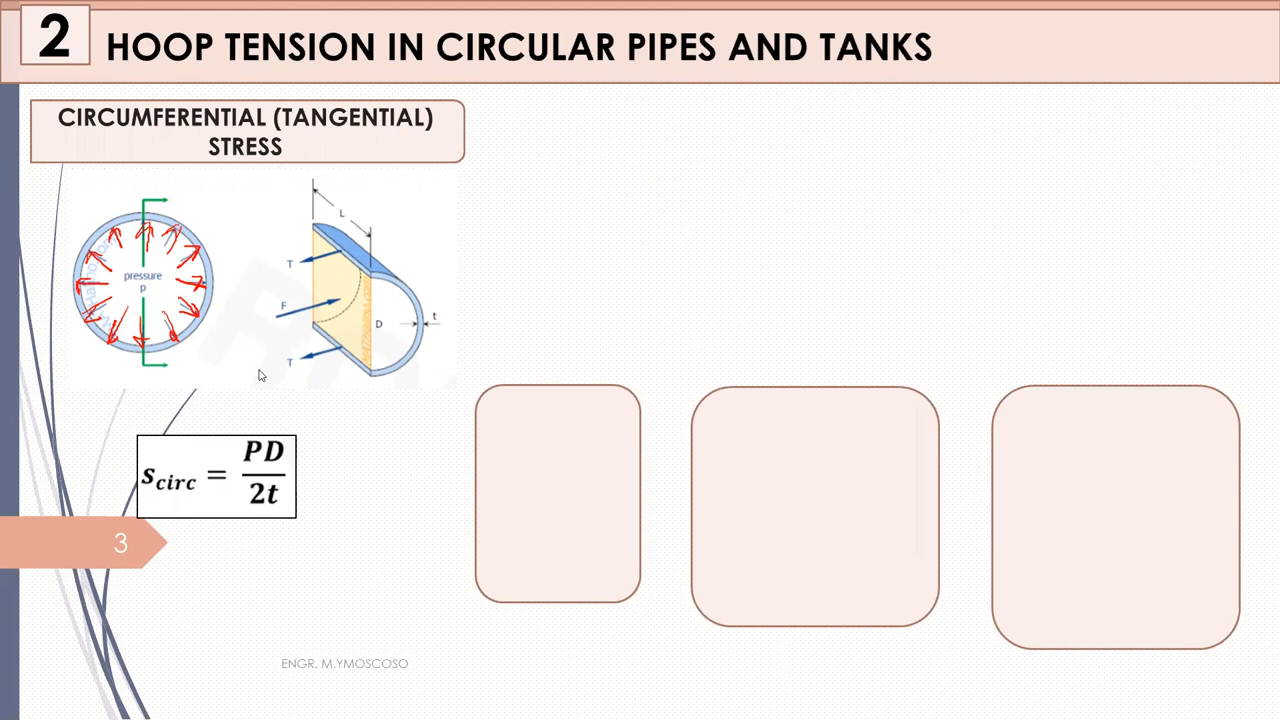 2
HOOP TENSION IN CIRCULAR PIPES AND TANKS
CIRCUMFERENTIAL (TANGENTIAL)
STRESS
pressure
p
L
T
F
D
t
T
s_circ = PD/2t
3
ENGR. M.YMOSCOSO